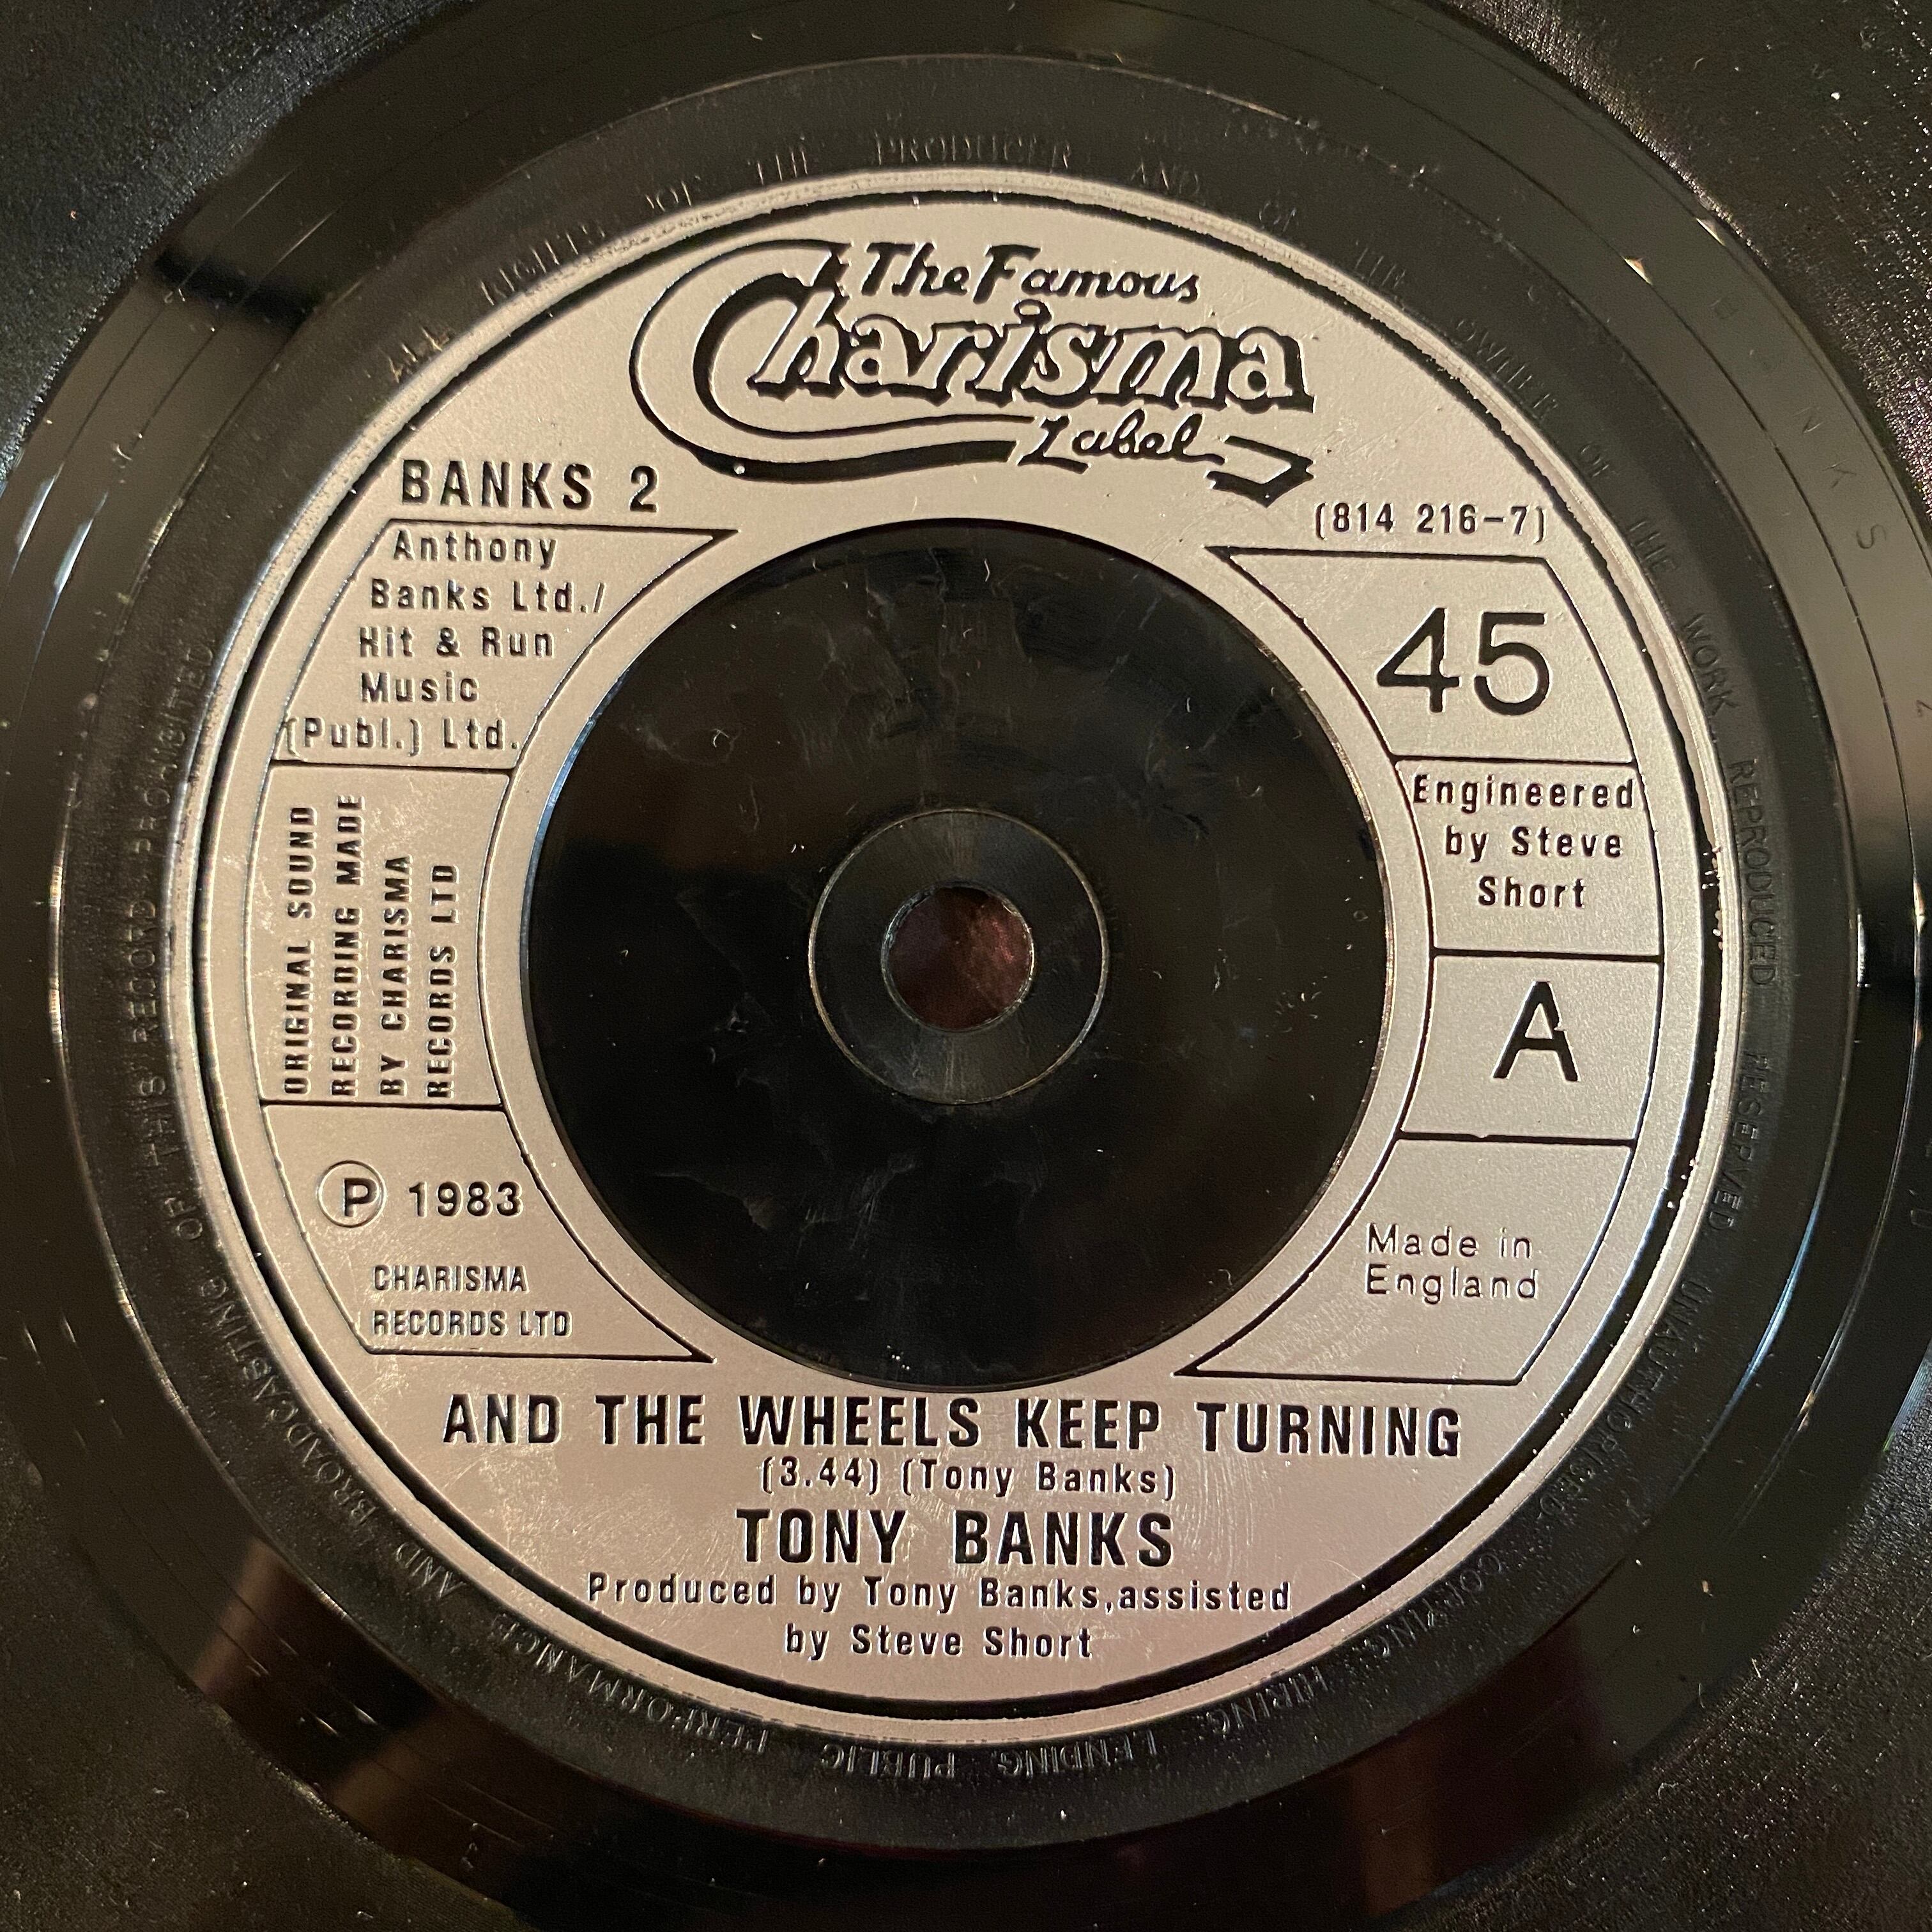 The Famous
Charisma
Label
BANKS 2
(814 216-7)
Anthony
Banks Ltd./
Hit & Run
Music
(Publ.) Ltd.
45
ORIGINAL SOUND
RECORDING MADE
BY CHARISMA
RECORDS LTD
Engineered
by Steve
Short
A
Ⓟ 1983
CHARISMA
RECORDS LTD
Made in
England
AND THE WHEELS KEEP TURNING
(3.44) (Tony Banks)
TONY BANKS
Produced by Tony Banks,assisted
by Steve Short
ALL RIGHTS OF THE PRODUCER AND OF THE OWNER OF THE WORK REPRODUCED RESERVED UNAUTHORISED COPYING, HIRING, LENDING, PUBLIC PERFORMANCE AND BROADCASTING OF THIS RECORD PROHIBITED